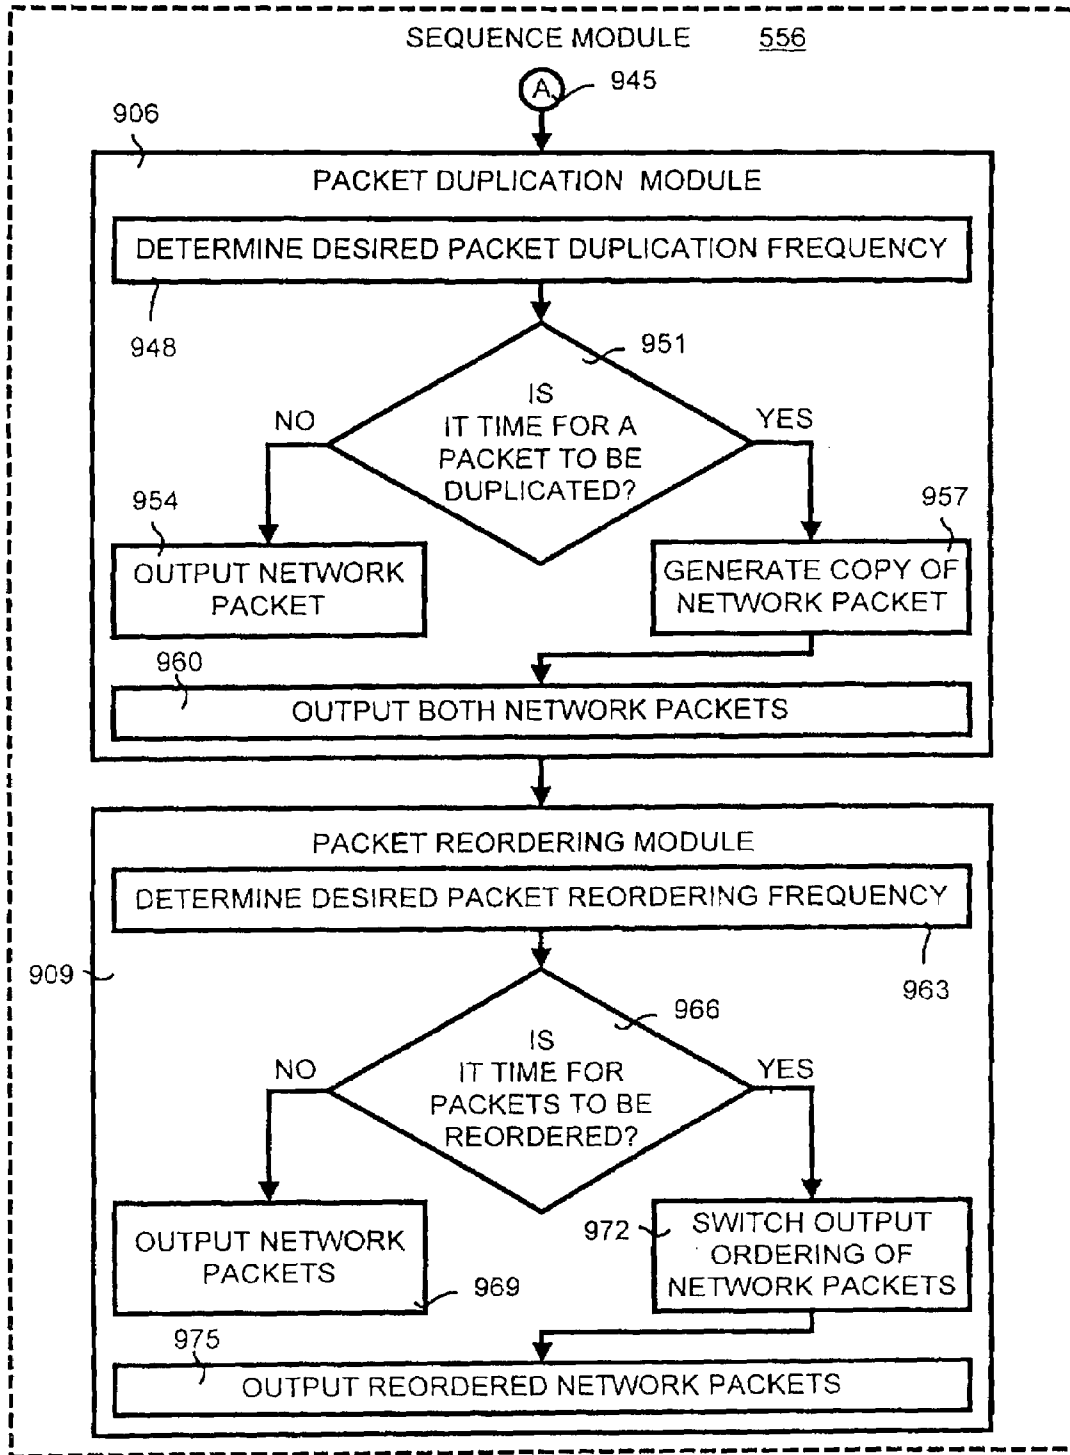 SEQUENCE MODULE 556
A 945
906
PACKET DUPLICATION MODULE
DETERMINE DESIRED PACKET DUPLICATION FREQUENCY
948
951
IS
IT TIME FOR A
PACKET TO BE
DUPLICATED?
NO
YES
954
957
OUTPUT NETWORK
PACKET
GENERATE COPY OF
NETWORK PACKET
960
OUTPUT BOTH NETWORK PACKETS
PACKET REORDERING MODULE
DETERMINE DESIRED PACKET REORDERING FREQUENCY
909
963
966
IS
IT TIME FOR
PACKETS TO BE
REORDERED?
NO
YES
OUTPUT NETWORK
PACKETS
969
972
SWITCH OUTPUT
ORDERING OF
NETWORK PACKETS
975
OUTPUT REORDERED NETWORK PACKETS